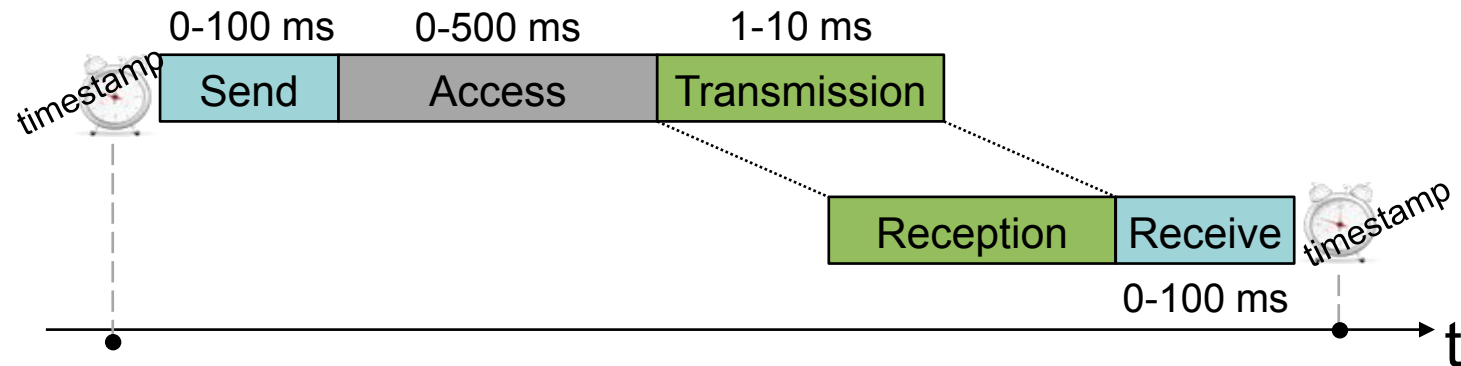 0-100 ms 0-500 ms 1-10 ms
timestamp Send Access Transmission
Reception Receive timestamp
0-100 ms
t